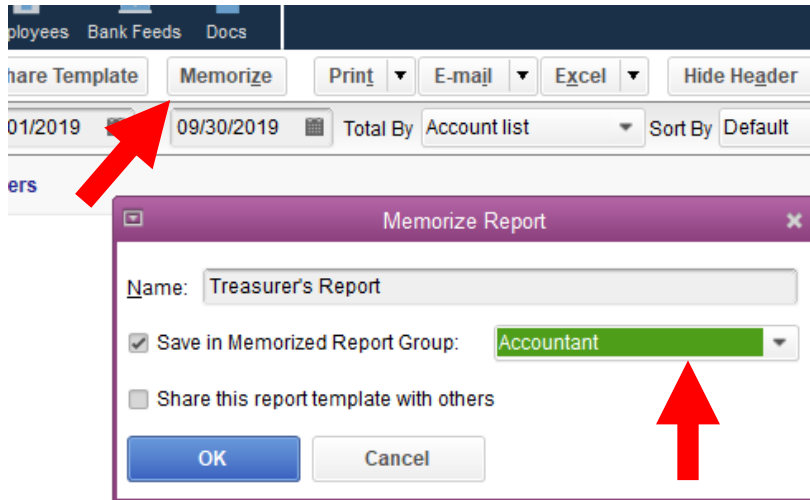 ployees Bank Feeds Docs
hare Template Memorize Print E-mail Excel Hide Header
01/2019 09/30/2019 Total By Account list Sort By Default
ers
Memorize Report
Name: Treasurer's Report
Save in Memorized Report Group: Accountant
Share this report template with others
OK Cancel